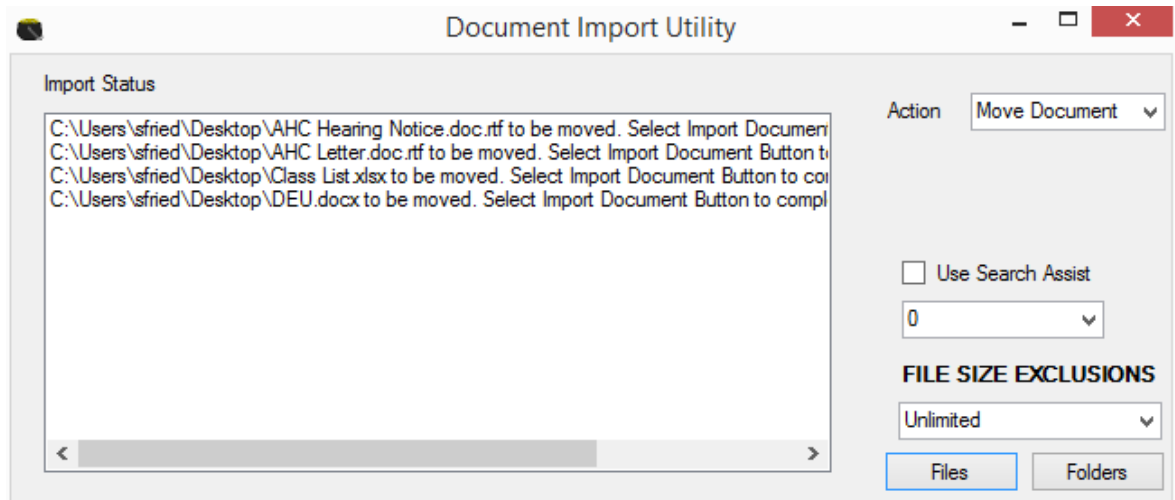 Document Import Utility
Import Status
Action Move Document
C:\Users\sfried\Desktop\AHC Hearing Notice.doc.rtf to be moved. Select Import Document
C:\Users\sfried\Desktop\AHC Letter.doc.rtf to be moved. Select Import Document Button t
C:\Users\sfried\Desktop\Class List.xlsx to be moved. Select Import Document Button to co
C:\Users\sfried\Desktop\DEU.docx to be moved. Select Import Document Button to compl
Use Search Assist
0
FILE SIZE EXCLUSIONS
Unlimited
Files Folders